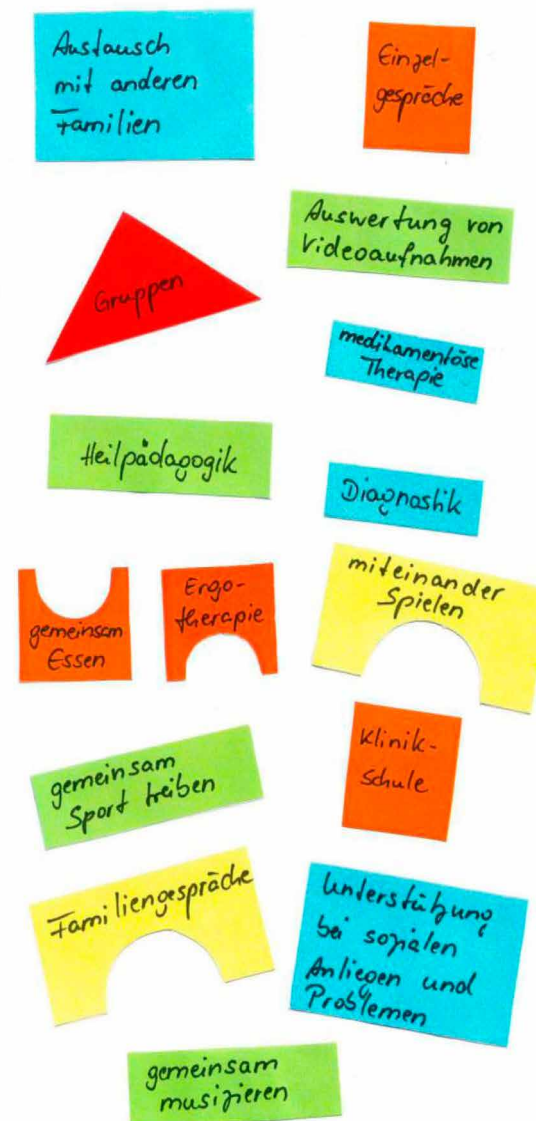 Austausch
mit anderen
Familien
Einzel-
gespräche
Auswertung von
Videoaufnahmen
Gruppen
medikamentöse
Therapie
Heilpädagogik
Diagnostik
gemeinsam
Essen
Ergo-
therapie
miteinander
Spielen
Klinik-
schule
gemeinsam
Sport treiben
Familiengespräche
Unterstützung
bei sozialen
Anliegen und
Problemen
gemeinsam
musizieren